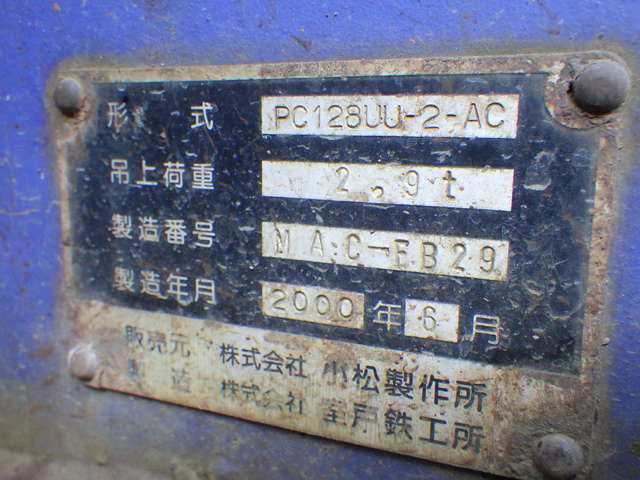 形式 PC128UU-2-AC
吊上荷重 2.9t
製造番号 MAC-FB29
製造年月 2000年6月
販売元 株式会社 小松製作所
製造 株式会社 室戸鉄工所